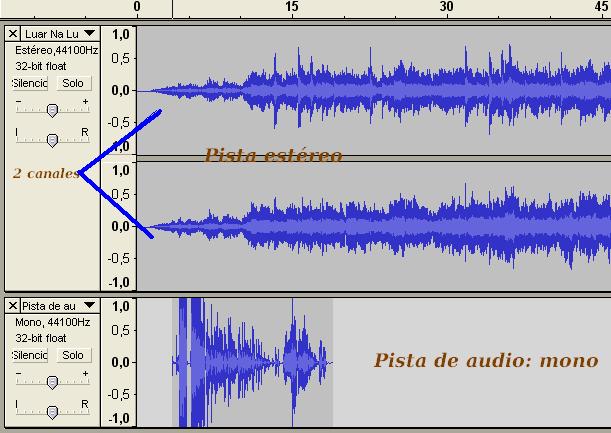 0 15 30 45
Luar Na Lu
Estéreo,44100Hz
32-bit float
Silenci Solo
- +
I R
2 canales
1,0
0,5
0,0
-0,5
1,0
Pista estéreo
1,0
0,5
0,0
-0,5
-1,0
Pista de au
Mono, 44100Hz
32-bit float
Silencio Solo
- +
I R
1,0
0,5
0,0
-0,5
-1,0
Pista de audio: mono